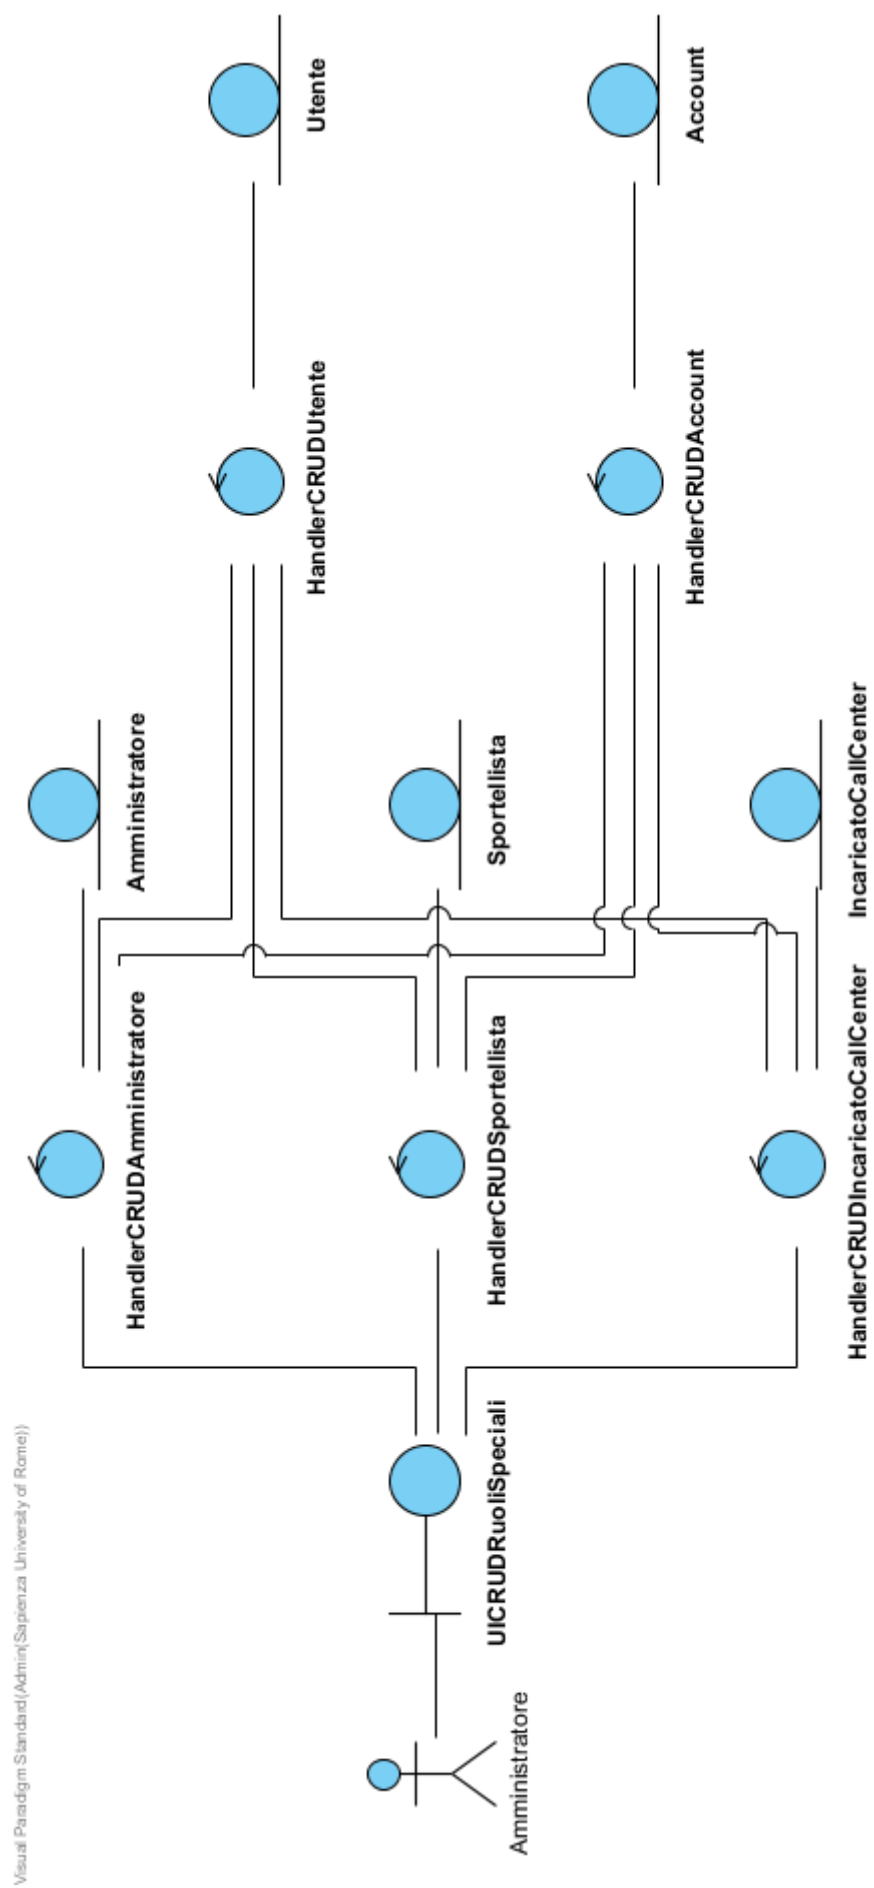 Visual Paradigm Standard(Admin(Sapienza University of Rome))
Amministratore
UICRUDRuoliSpeciali
HandlerCRUDAmministratore
HandlerCRUDSportellista
HandlerCRUDIncaricatoCallCenter
Amministratore
Sportellista
IncaricatoCallCenter
HandlerCRUDUtente
HandlerCRUDAccount
Utente
Account